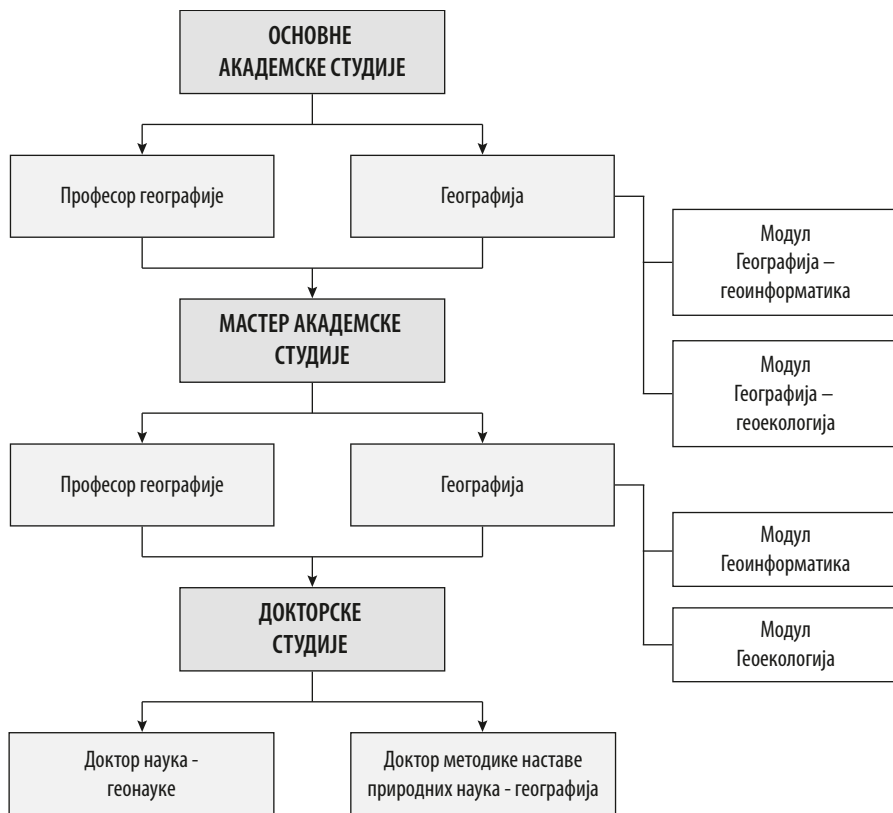 ОСНОВНЕ
АКАДЕМСКЕ СТУДИЈЕ
Професор географије
Географија
Модул
Географија –
геоинформатика
Модул
Географија –
геоекологија
МАСТЕР АКАДЕМСКЕ
СТУДИЈЕ
Професор географије
Географија
Модул
Геоинформатика
Модул
Геоекологија
ДОКТОРСКЕ
СТУДИЈЕ
Доктор наука -
геонауке
Доктор методике наставе
природних наука - географија